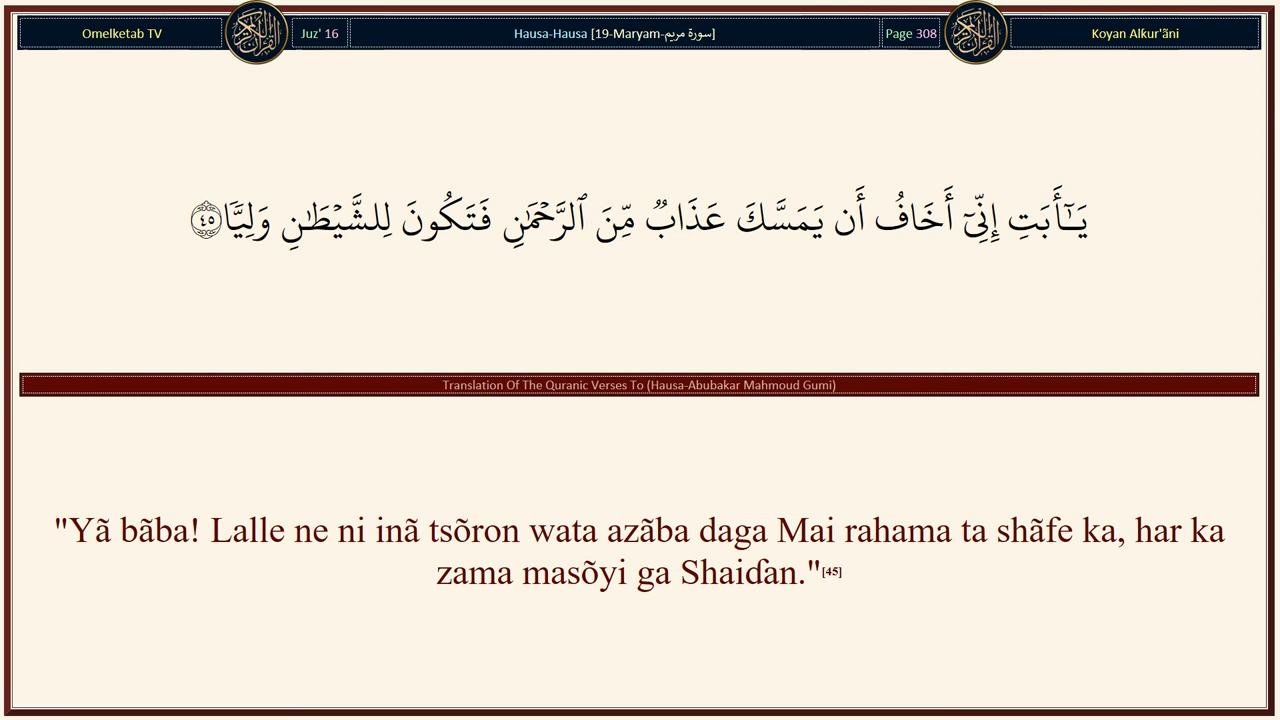 Omelketab TV
Juz' 16
Hausa-Hausa [19-Maryam-سورة مريم]
Page 308
Koyan Alƙur'ãni
يَـٰٓأَبَتِ إِنِّىٓ أَخَافُ أَن يَمَسَّكَ عَذَابٌۭ مِّنَ ٱلرَّحْمَـٰنِ فَتَكُونَ لِلشَّيْطَـٰنِ وَلِيًّۭا ٤٥
Translation Of The Quranic Verses To (Hausa-Abubakar Mahmoud Gumi)
"Yã bãba! Lalle ne ni inã tsõron wata azãba daga Mai rahama ta shãfe ka, har ka
zama masõyi ga Shaiɗan."[45]